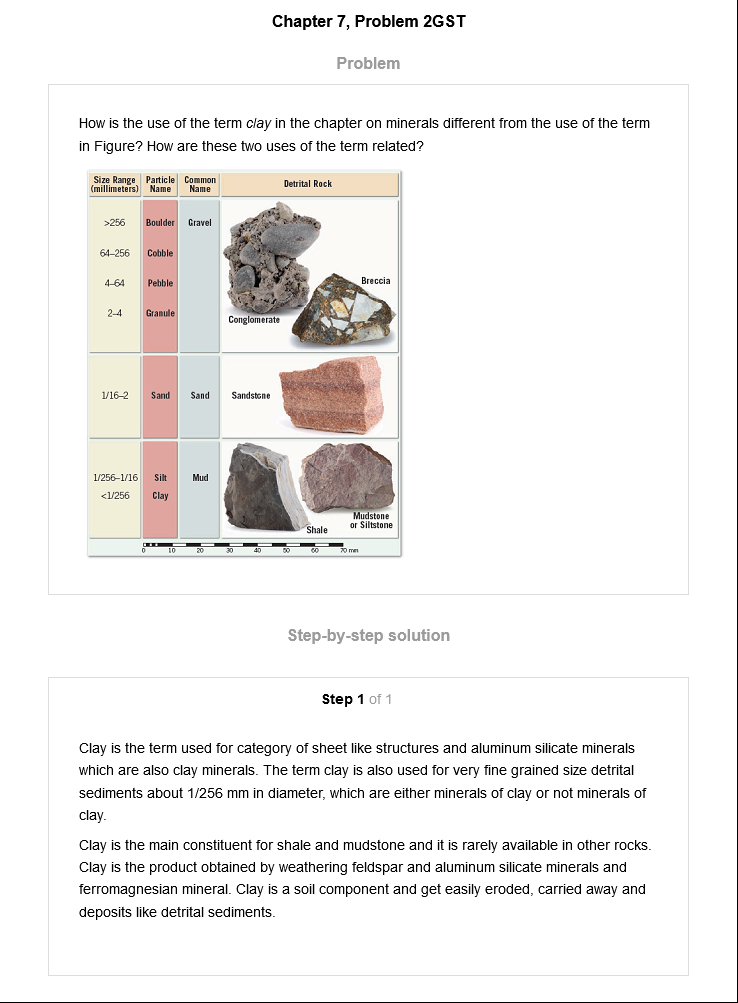 Chapter 7, Problem 2GST
Problem
How is the use of the term clay in the chapter on minerals different from the use of the term
in Figure? How are these two uses of the term related?
Size Range (millimeters) Particle Name Common Name Detrital Rock
>256 Boulder Gravel
64–256 Cobble
4–64 Pebble
Breccia
2–4 Granule
Conglomerate
1/16–2 Sand Sand Sandstone
1/256–1/16 Silt Mud
<1/256 Clay
Mudstone
or Siltstone
Shale
0 10 20 30 40 50 60 70 mm
Step-by-step solution
Step 1 of 1
Clay is the term used for category of sheet like structures and aluminum silicate minerals
which are also clay minerals. The term clay is also used for very fine grained size detrital
sediments about 1/256 mm in diameter, which are either minerals of clay or not minerals of
clay.
Clay is the main constituent for shale and mudstone and it is rarely available in other rocks.
Clay is the product obtained by weathering feldspar and aluminum silicate minerals and
ferromagnesian mineral. Clay is a soil component and get easily eroded, carried away and
deposits like detrital sediments.